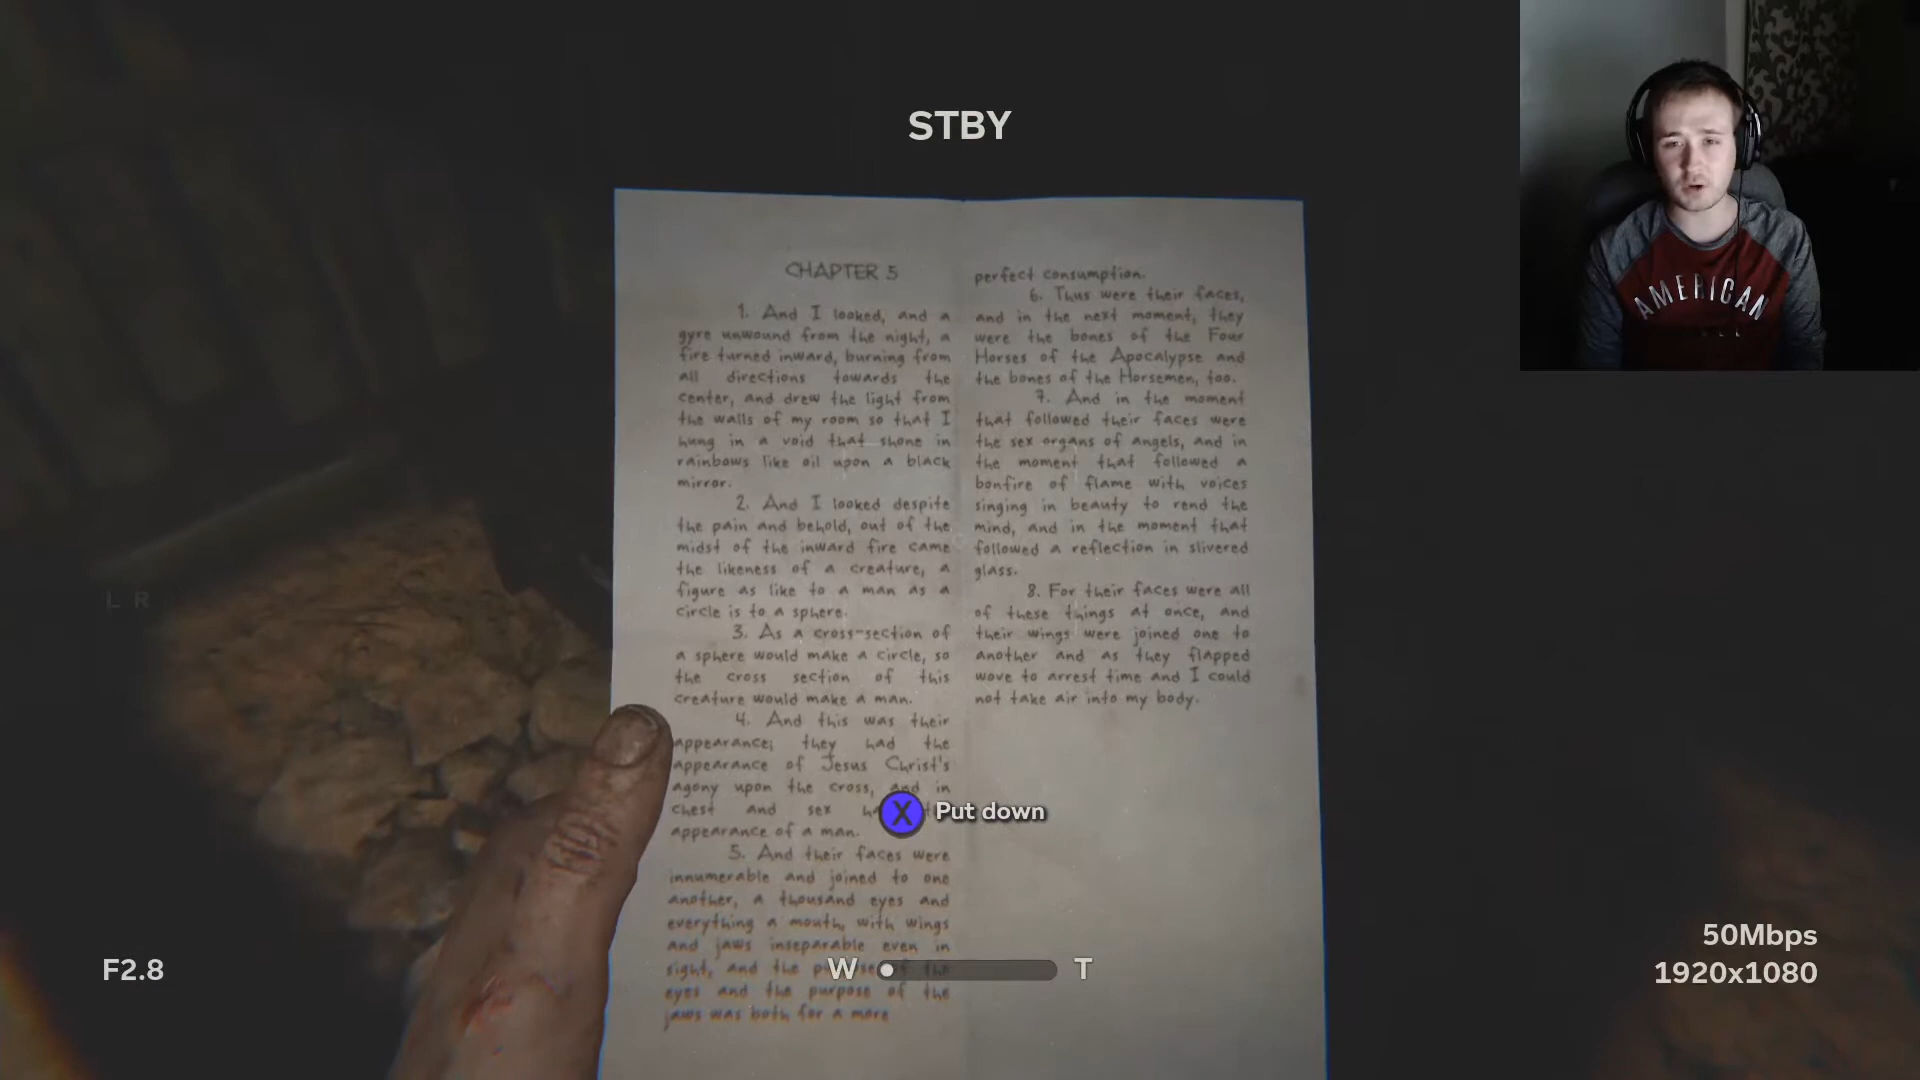 STBY
AMERICAN
CHAPTER 5
1. And I looked, and a
gyre unwound from the night, a
fire turned inward, burning from
all directions towards the
center, and drew the light from
the walls of my room so that I
hung in a void that shone in
rainbows like oil upon a black
mirror.
2. And I looked despite
the pain and behold, out of the
midst of the inward fire came
the likeness of a creature, a
figure as like to a man as a
circle is to a sphere.
3. As a cross-section of
a sphere would make a circle, so
the cross section of this
creature would make a man.
4. And this was their
appearance; they had the
appearance of Jesus Christ's
agony upon the cross, and in
chest and sex
appearance of a man.
5. And their faces were
innumerable and joined to one
another, a thousand eyes and
everything a mouth, with wings
and jaws inseparable even in
sight, and the
eyes and the purpose of the
jaws was both for a more
perfect consumption.
6. Thus were their faces,
and in the next moment, they
were the bones of the Four
Horses of the Apocalypse and
the bones of the Horsemen, too.
7. And in the moment
that followed their faces were
the sex organs of angels, and in
the moment that followed a
bonfire of flame with voices
singing in beauty to rend the
mind, and in the moment that
followed a reflection in slivered
glass.
8. For their faces were all
of these things at once, and
their wings were joined one to
another and as they flapped
wove to arrest time and I could
not take air into my body.
L R
X Put down
F2.8
W T
50Mbps
1920x1080